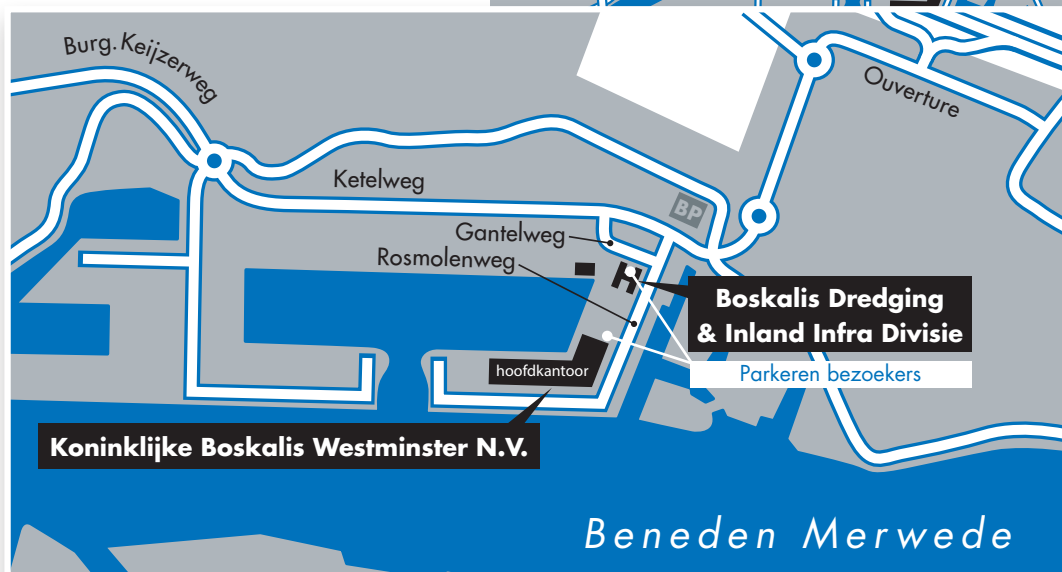 Burg. Keijzerweg
Ouverture
Ketelweg
BP
Gantelweg
Rosmolenweg
Boskalis Dredging
& Inland Infra Divisie
Parkeren bezoekers
hoofdkantoor
Koninklijke Boskalis Westminster N.V.
Beneden Merwede